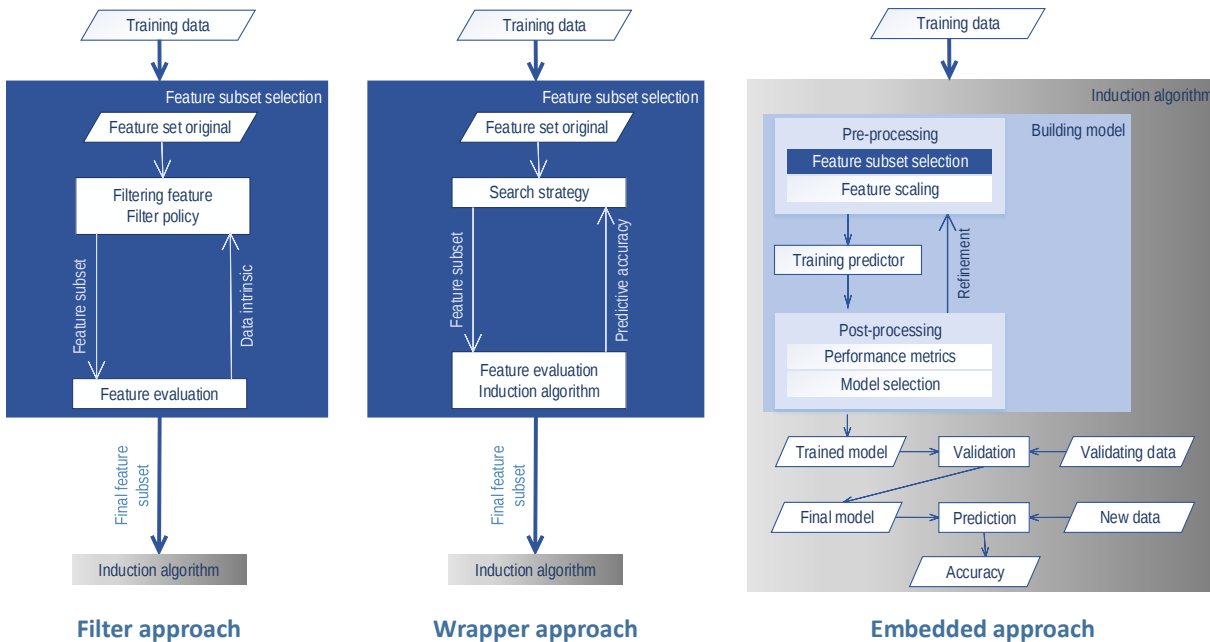 Training data
Feature subset selection
Feature set original
Filtering feature
Filter policy
Feature subset
Data intrinsic
Feature evaluation
Final feature
subset
Induction algorithm
Filter approach
Training data
Feature subset selection
Feature set original
Search strategy
Feature subset
Predictive accuracy
Feature evaluation
Induction algorithm
Final feature
subset
Induction algorithm
Wrapper approach
Training data
Induction algorithm
Building model
Pre-processing
Feature subset selection
Feature scaling
Training predictor
Refinement
Post-processing
Performance metrics
Model selection
Trained model
Validation
Validating data
Final model
Prediction
New data
Accuracy
Embedded approach